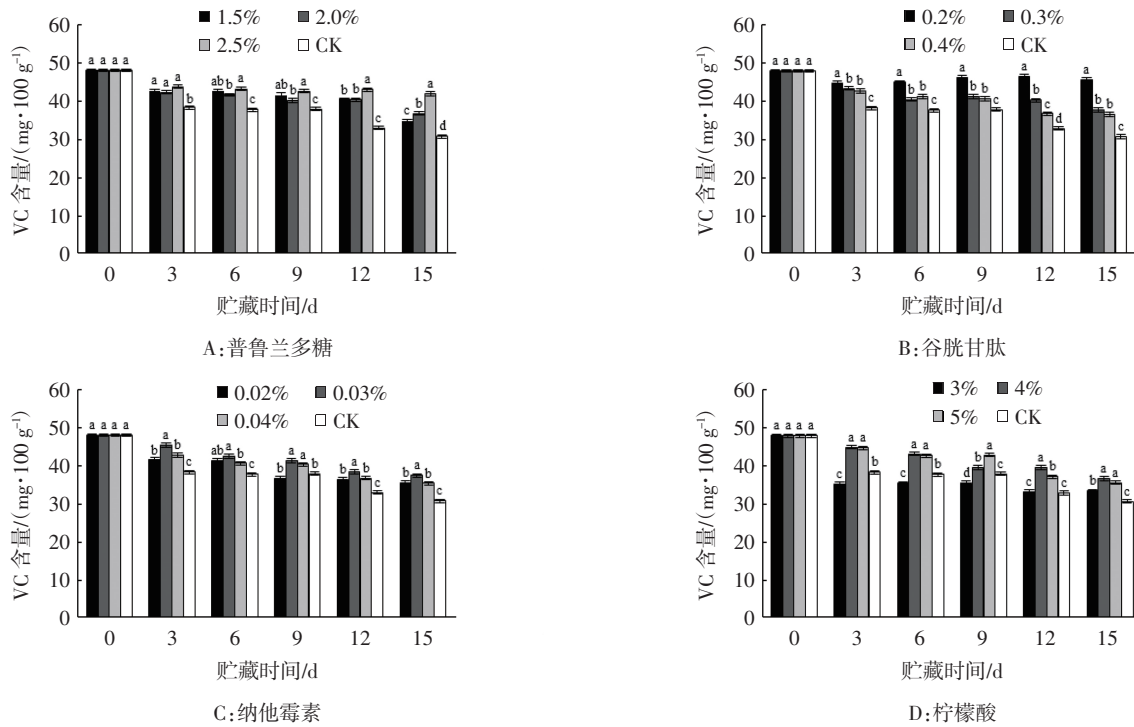 1.5% 2.0%
2.5% CK
VC 含量/(mg·100 g⁻¹)
60
50
40
30
20
10
0
a a a a
a a a b
ab b a c
ab b a c
b b a c
c b a d
0 3 6 9 12 15
贮藏时间/d
A:普鲁兰多糖
0.2% 0.3%
0.4% CK
VC 含量/(mg·100 g⁻¹)
60
50
40
30
20
10
0
a a a a
a b b c
a b b c
a b b c
a b c d
a b b c
0 3 6 9 12 15
贮藏时间/d
B:谷胱甘肽
0.02% 0.03%
0.04% CK
VC 含量/(mg·100 g⁻¹)
60
50
40
30
20
10
0
a a a a
b a b c
ab a b c
b a a b
b a b c
b a b c
0 3 6 9 12 15
贮藏时间/d
C:纳他霉素
3% 4%
5% CK
VC 含量/(mg·100 g⁻¹)
60
50
40
30
20
10
0
a a a a
c a a b
c a a b
d b a c
c a b c
b a a c
0 3 6 9 12 15
贮藏时间/d
D:柠檬酸